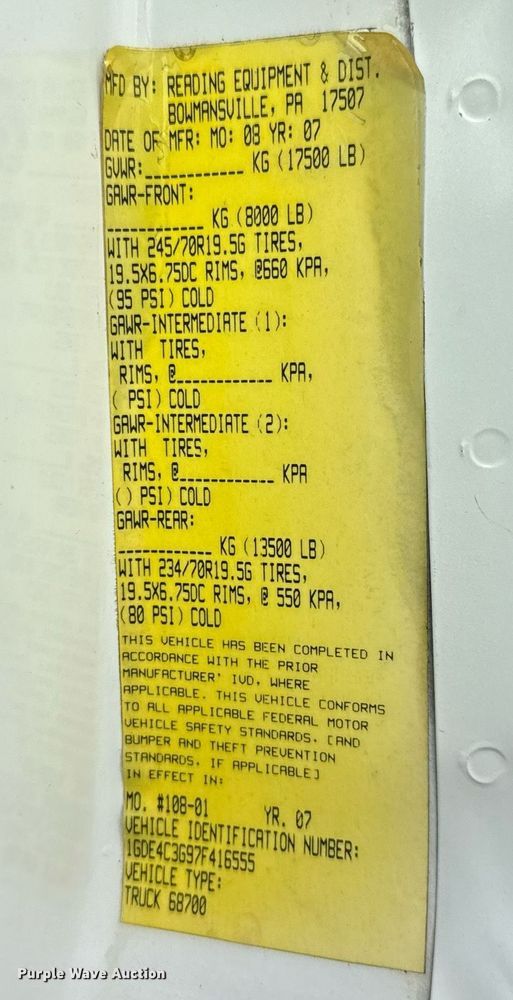 MFD BY: READING EQUIPMENT & DIST.
BOWMANSVILLE, PA 17507
DATE OF MFR: MO: 08 YR: 07
GVWR:____________ KG (17500 LB)
GAWR-FRONT:
____________ KG (8000 LB)
WITH 245/70R19.5G TIRES,
19.5X6.75DC RIMS, @660 KPA,
(95 PSI) COLD
GAWR-INTERMEDIATE (1):
WITH TIRES,
RIMS, @____________ KPA,
( PSI) COLD
GAWR-INTERMEDIATE (2):
WITH TIRES,
RIMS, @____________ KPA
() PSI) COLD
GAWR-REAR:
____________ KG (13500 LB)
WITH 234/70R19.5G TIRES,
19.5X6.75DC RIMS, @ 550 KPA,
(80 PSI) COLD
THIS VEHICLE HAS BEEN COMPLETED IN
ACCORDANCE WITH THE PRIOR
MANUFACTURER' IVD, WHERE
APPLICABLE. THIS VEHICLE CONFORMS
TO ALL APPLICABLE FEDERAL MOTOR
VEHICLE SAFETY STANDARDS, [AND
BUMPER AND THEFT PREVENTION
STANDARDS, IF APPLICABLE]
IN EFFECT IN:
MO. #108-01 YR. 07
VEHICLE IDENTIFICATION NUMBER:
1GDE4C3G97F416555
VEHICLE TYPE:
TRUCK 68700
Purple Wave Auction